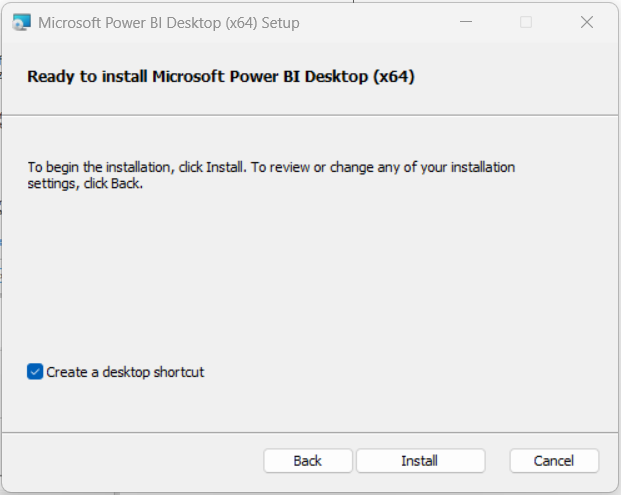 Microsoft Power BI Desktop (x64) Setup
Ready to install Microsoft Power BI Desktop (x64)
To begin the installation, click Install. To review or change any of your installation
settings, click Back.
Create a desktop shortcut
Back Install Cancel